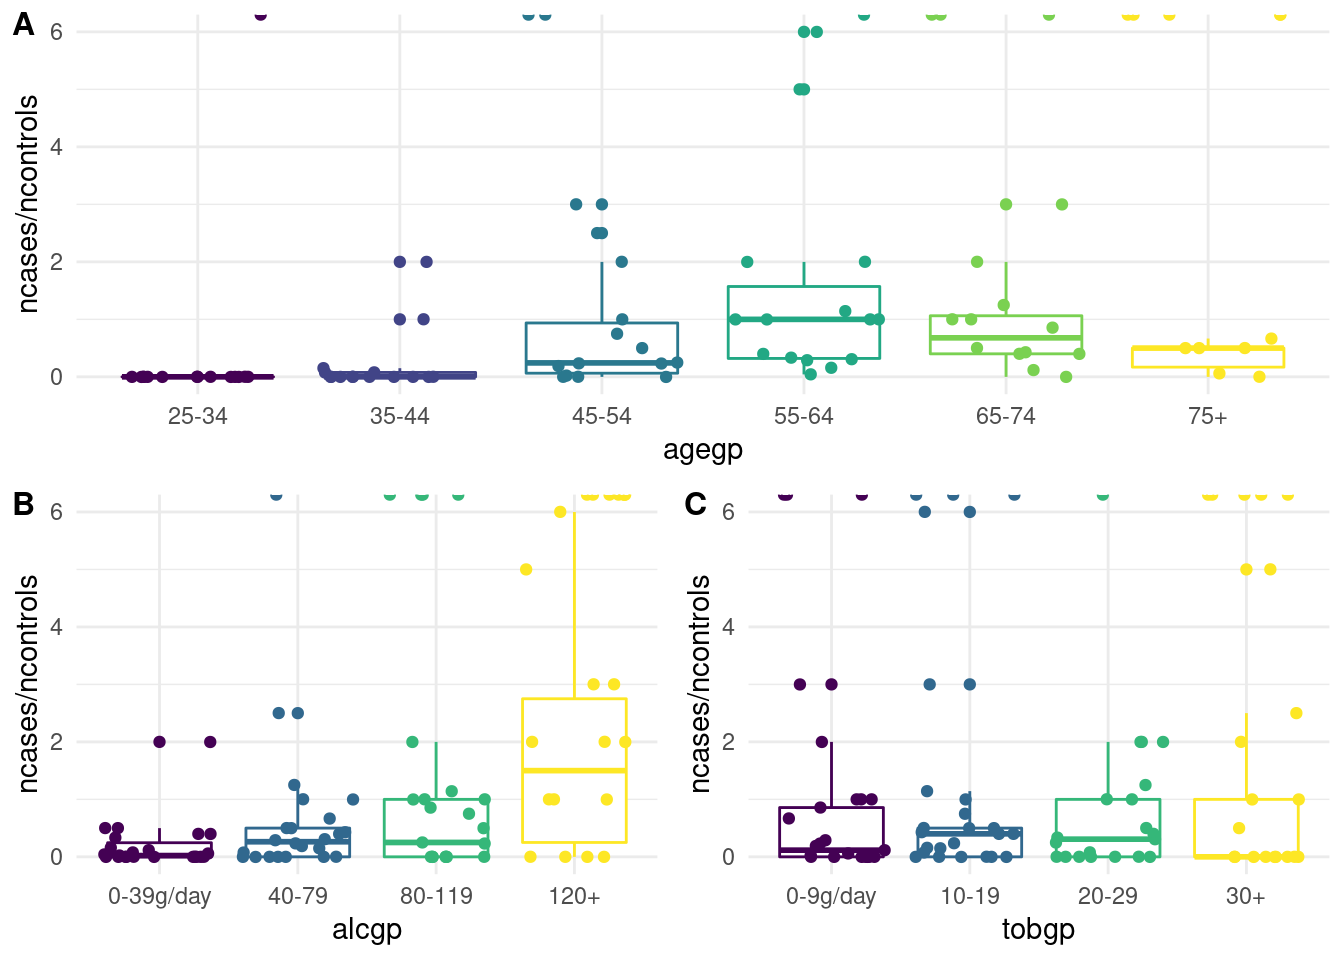 A
ncases/ncontrols
6
4
2
0
25-34 35-44 45-54 55-64 65-74 75+
agegp
B
ncases/ncontrols
6
4
2
0
0-39g/day 40-79 80-119 120+
alcgp
C
ncases/ncontrols
6
4
2
0
0-9g/day 10-19 20-29 30+
tobgp